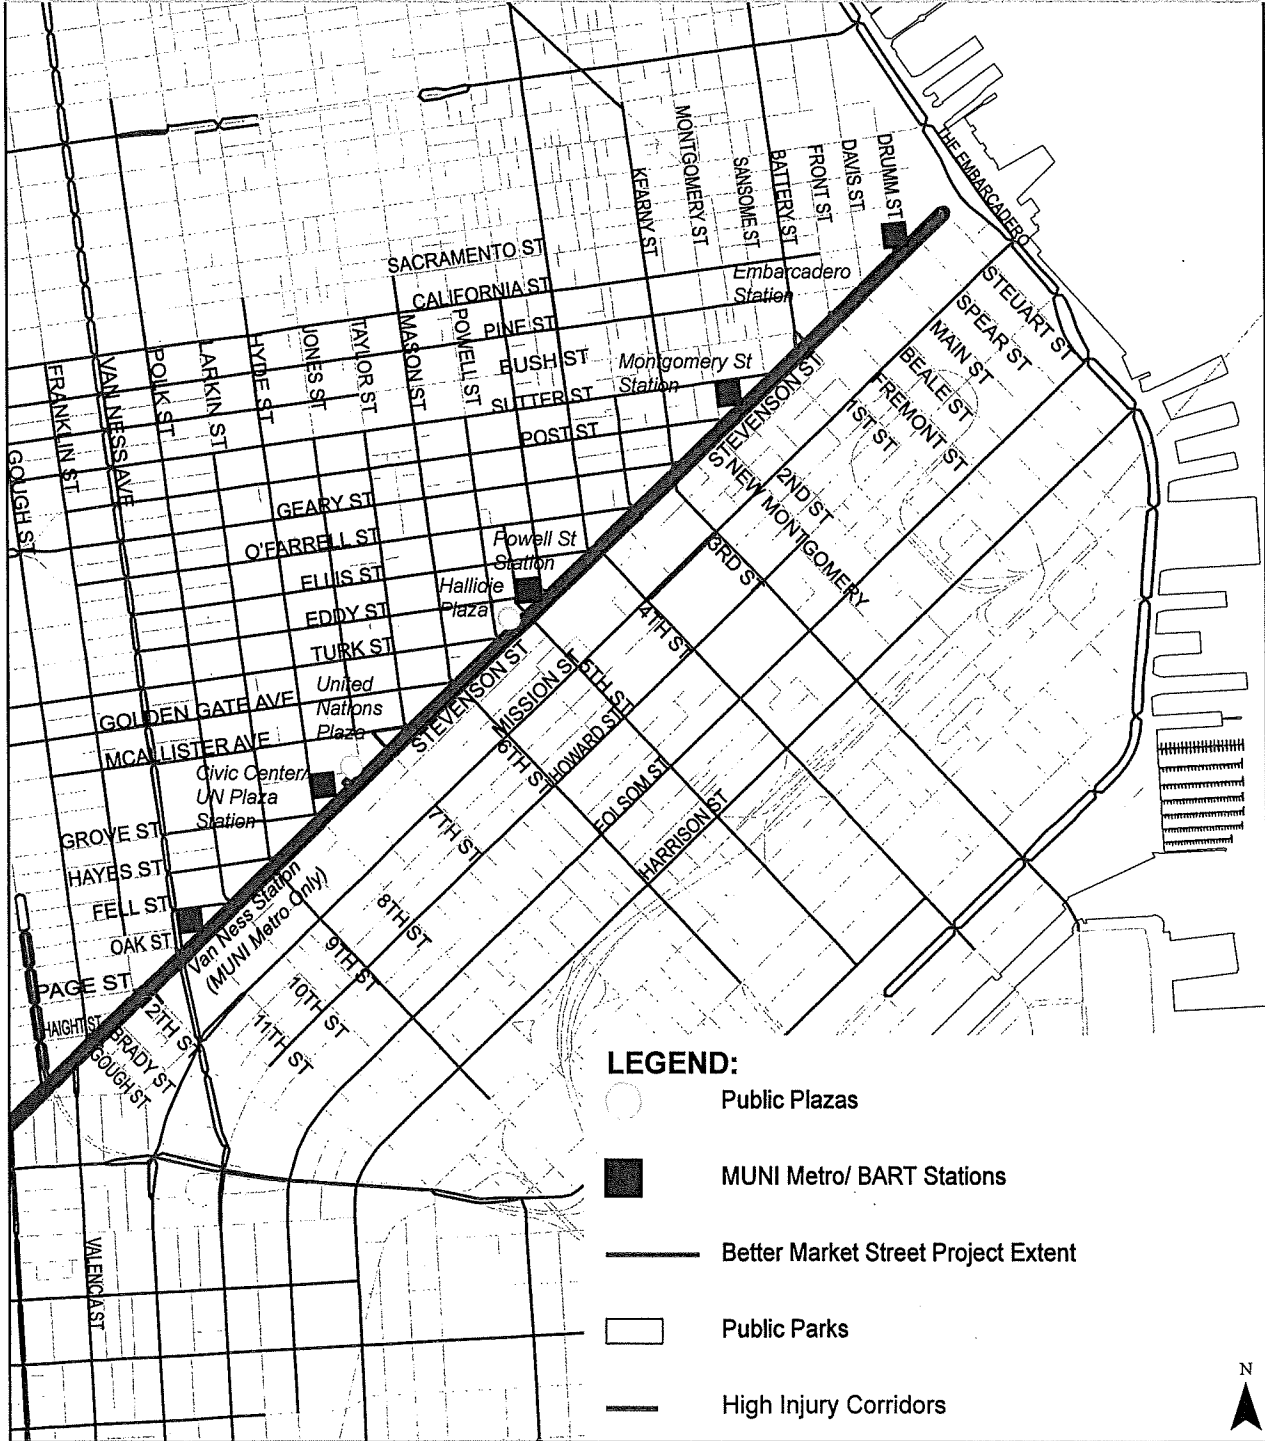 KEARNY ST
MONTGOMERY ST
SANSOME ST
BATTERY ST
FRONT ST
DAVIS ST
DRUMM ST
THE EMBARCADERO
SACRAMENTO ST
CALIFORNIA ST
PINE ST
BUSH ST
SUTTER ST
POST ST
Embarcadero
Station
Montgomery St
Station
FRANKLIN ST
VAN NESS AVE
POLK ST
LARKIN ST
HYDE ST
JONES ST
TAYLOR ST
MASON ST
POWELL ST
GOUGH ST
STEUART ST
SPEAR ST
MAIN ST
BEALE ST
FREMONT ST
1ST ST
STEVENSON ST
2ND ST
NEW MONTGOMERY
3RD ST
4TH ST
GEARY ST
O'FARRELL ST
ELLIS ST
EDDY ST
TURK ST
Powell St
Station
Hallidie
Plaza
GOLDEN GATE AVE
MCALLISTER AVE
United
Nations
Plaza
Civic Center/
UN Plaza
Station
STEVENSON ST
MISSION ST
5TH ST
6TH ST
HOWARD ST
FOLSOM ST
HARRISON ST
7TH ST
8TH ST
9TH ST
10TH ST
11TH ST
GROVE ST
HAYES ST
FELL ST
OAK ST
PAGE ST
HAIGHT ST
Van Ness Station
(MUNI Metro Only)
12TH ST
BRADY ST
GOUGH ST
VALENCIA ST
LEGEND:
Public Plazas
MUNI Metro/ BART Stations
Better Market Street Project Extent
Public Parks
High Injury Corridors
N